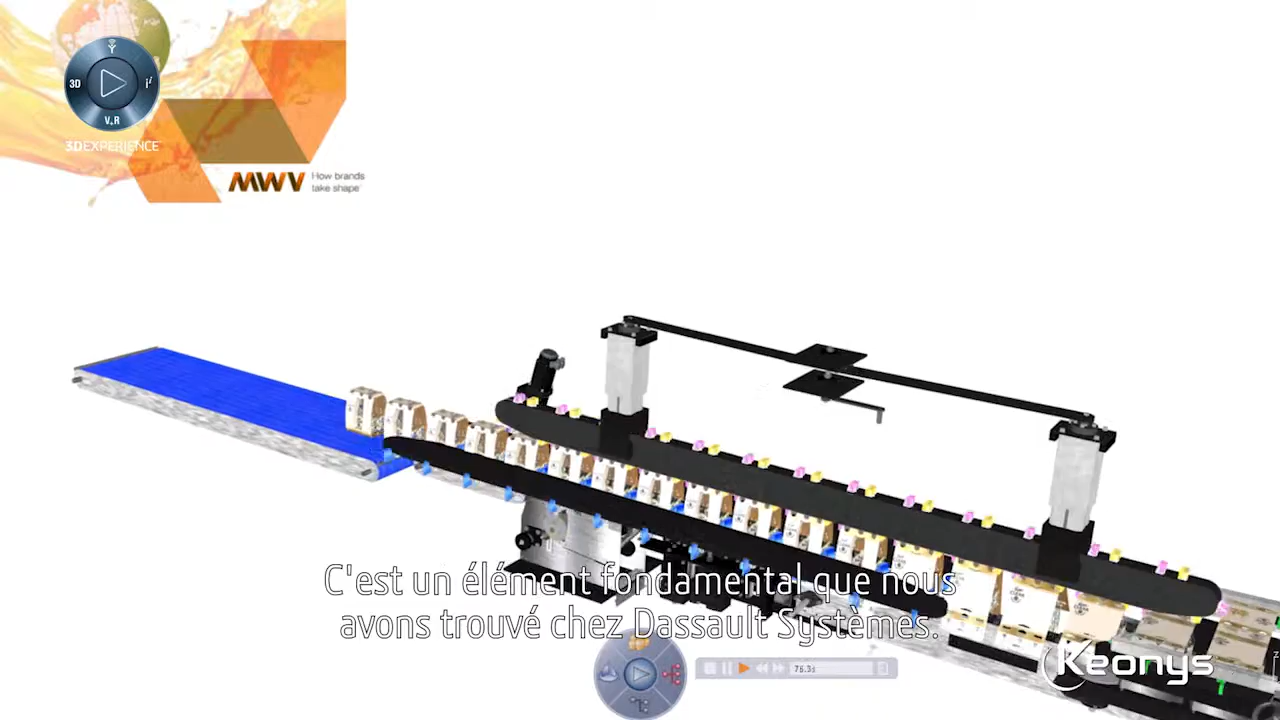 3D
i
V,R
3DEXPERIENCE
MWV
How brands
take shape
C'est un élément fondamental que nous
avons trouvé chez Dassault Systèmes.
Keonys
Z